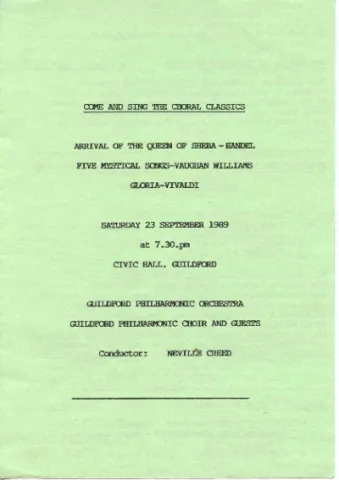 COME AND SING THE CHORAL CLASSICS
ARRIVAL OF THE QUEEN OF SHEBA - HANDEL
FIVE MYSTICAL SONGS-VAUGHAN WILLIAMS
GLORIA-VIVALDI
SATURDAY 23 SEPTEMBER 1989
at 7.30.pm
CIVIC HALL. GUILDFORD
GUILDFORD PHILHARMONIC ORCHESTRA
GUILDFORD PHILHARMONIC CHOIR AND GUESTS
Conductor: NEVILLE CREED